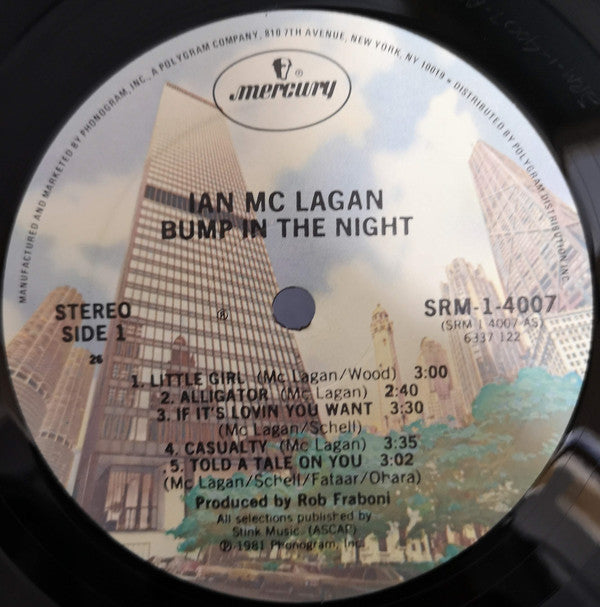 MANUFACTURED AND MARKETED BY PHONOGRAM, INC., A POLYGRAM COMPANY, 810 7TH AVENUE, NEW YORK, NY 10019 • DISTRIBUTED BY POLYGRAM DISTRIBUTION, INC.
mercury
®
IAN MC LAGAN
BUMP IN THE NIGHT
STEREO
SIDE 1
26
SRM-1-4007
(SRM 1 4007 AS)
6337 122
1. LITTLE GIRL (Mc Lagan/Wood) 3:00
2. ALLIGATOR (Mc Lagan) 2:40
3. IF IT'S LOVIN YOU WANT 3:30
(Mc Lagan/Schell)
4. CASUALTY (Mc Lagan) 3:35
5. TOLD A TALE ON YOU 3:02
(Mc Lagan/Schell/Fataar/Ohara)
Produced by Rob Fraboni
All selections published by
Stink Music (ASCAP)
℗ 1981 Phonogram, Inc.